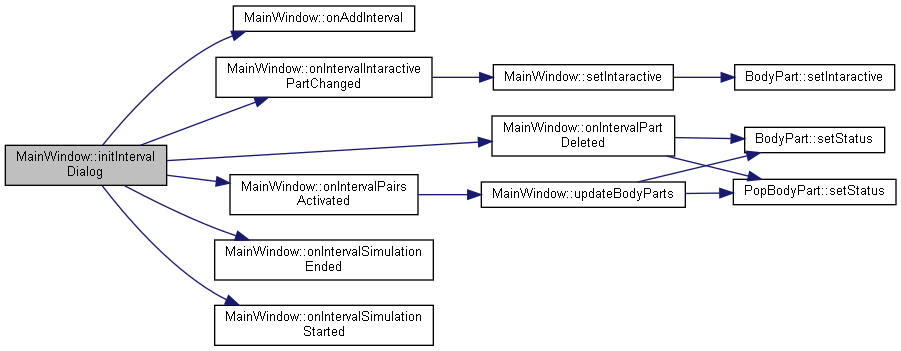 MainWindow::onAddInterval
MainWindow::onIntervalIntaractive
PartChanged
MainWindow::setIntaractive
BodyPart::setIntaractive
MainWindow::initInterval
Dialog
MainWindow::onIntervalPart
Deleted
BodyPart::setStatus
MainWindow::onIntervalPairs
Activated
MainWindow::updateBodyParts
PopBodyPart::setStatus
MainWindow::onIntervalSimulation
Ended
MainWindow::onIntervalSimulation
Started